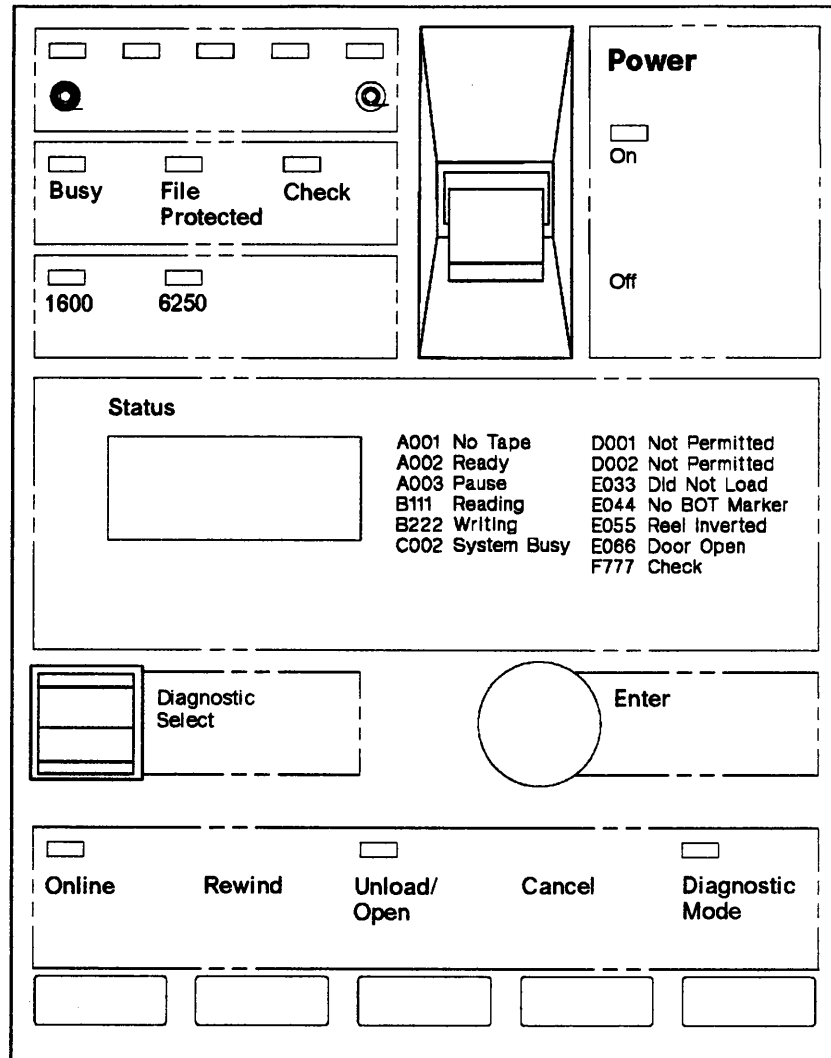 Power
On
Off
Busy
File
Protected
Check
1600
6250
Status
A001 No Tape
A002 Ready
A003 Pause
B111 Reading
B222 Writing
C002 System Busy
D001 Not Permitted
D002 Not Permitted
E033 Did Not Load
E044 No BOT Marker
E055 Reel Inverted
E066 Door Open
F777 Check
Diagnostic
Select
Enter
Online
Rewind
Unload/
Open
Cancel
Diagnostic
Mode